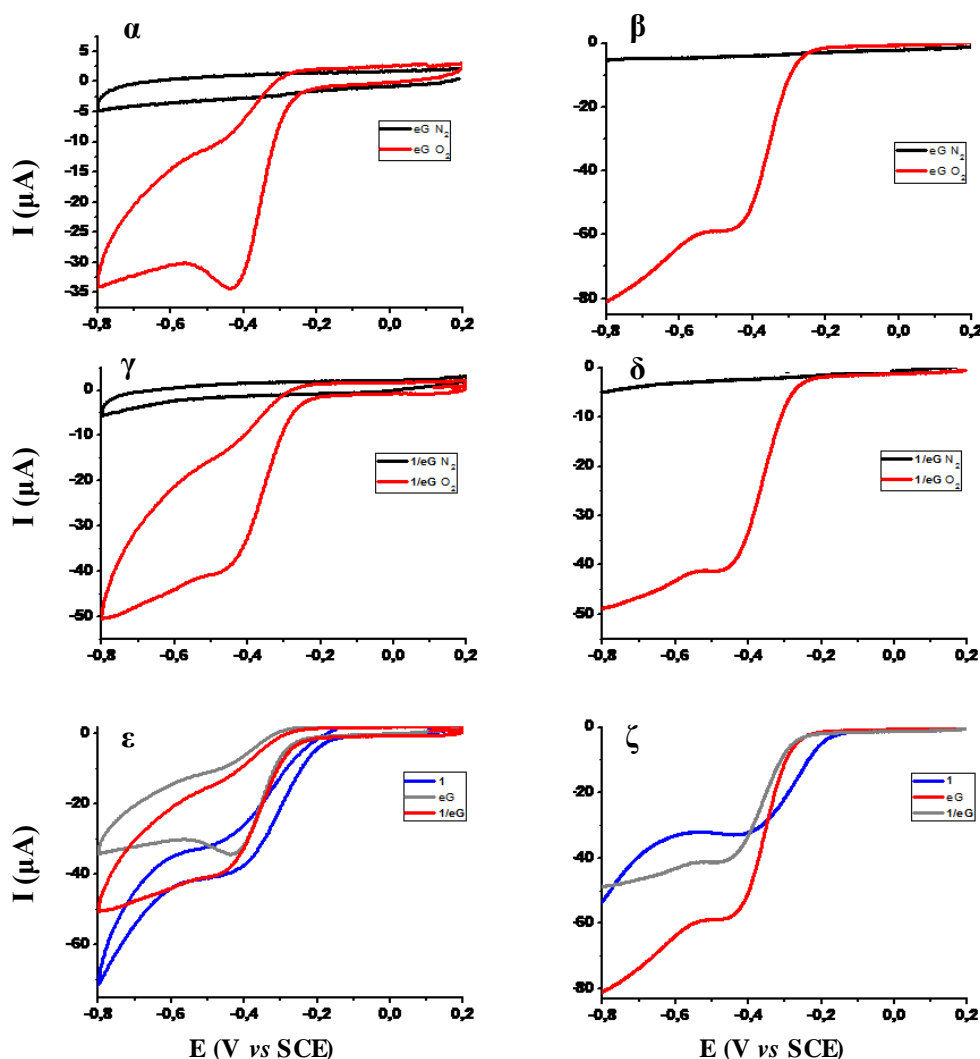 α
5
0
-5
-10
-15
-20
-25
-30
-35
I (μA)
eG N₂
eG O₂
-0,8 -0,6 -0,4 -0,2 0,0 0,2
β
0
-20
-40
-60
-80
eG N₂
eG O₂
-0,8 -0,6 -0,4 -0,2 0,0 0,2
γ
0
-10
-20
-30
-40
-50
I (μA)
1/eG N₂
1/eG O₂
-0,8 -0,6 -0,4 -0,2 0,0 0,2
δ
0
-10
-20
-30
-40
-50
1/eG N₂
1/eG O₂
-0,8 -0,6 -0,4 -0,2 0,0 0,2
ε
0
-20
-40
-60
I (μA)
1
eG
1/eG
-0,8 -0,6 -0,4 -0,2 0,0 0,2
E (V vs SCE)
ζ
0
-20
-40
-60
-80
1
eG
1/eG
-0,8 -0,6 -0,4 -0,2 0,0 0,2
E (V vs SCE)